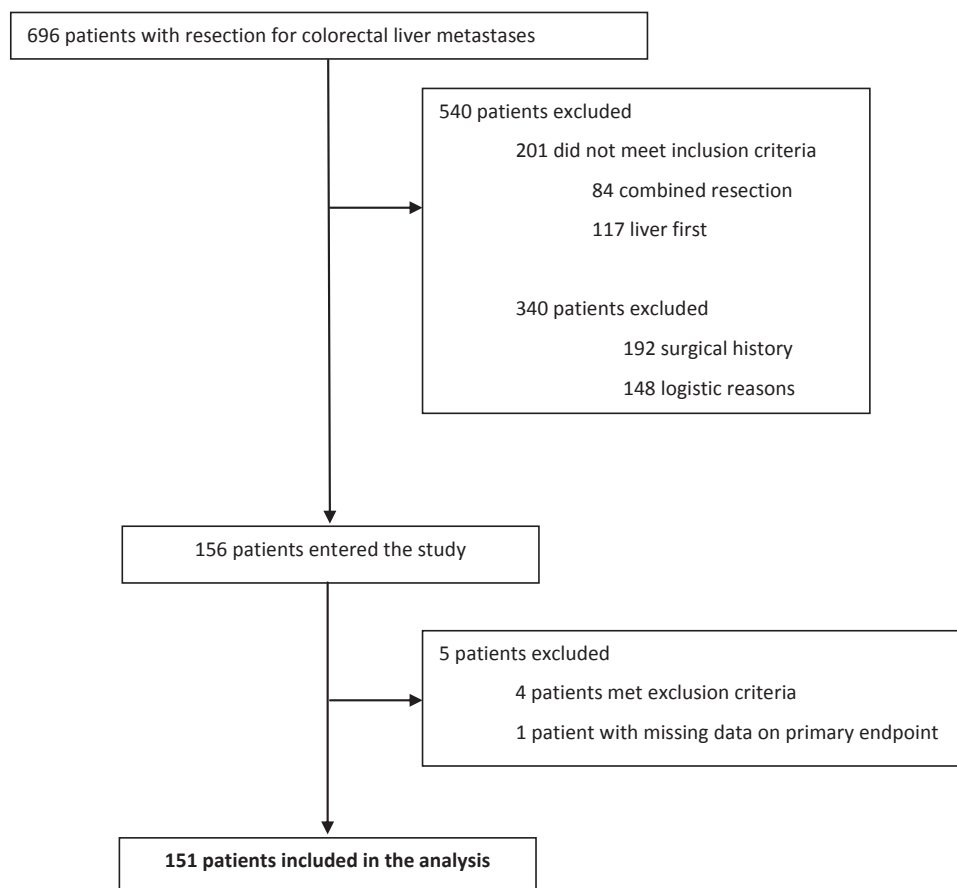 696 patients with resection for colorectal liver metastases
540 patients excluded
201 did not meet inclusion criteria
84 combined resection
117 liver first
340 patients excluded
192 surgical history
148 logistic reasons
156 patients entered the study
5 patients excluded
4 patients met exclusion criteria
1 patient with missing data on primary endpoint
151 patients included in the analysis